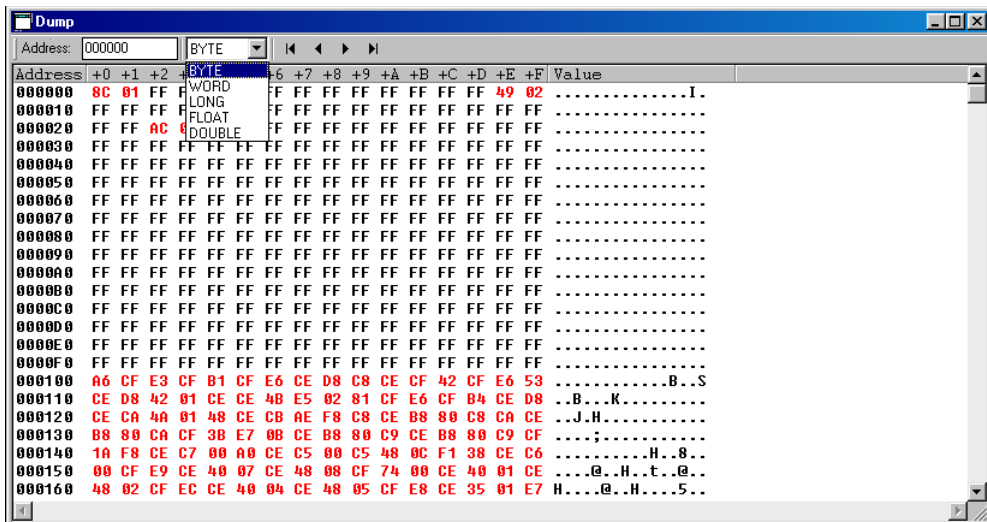 Dump
Address: 000000 BYTE
Address +0 +1 +2 +6 +7 +8 +9 +A +B +C +D +E +F Value
BYTE
WORD
LONG
FLOAT
DOUBLE
000000 8C 01 FF FF FF FF FF FF FF FF FF 49 02 ..............I.
000010 FF FF FF FF FF FF FF FF FF FF FF FF FF ................
000020 FF FF AC FF FF FF FF FF FF FF FF FF FF ................
000030 FF FF FF FF FF FF FF FF FF FF FF FF FF FF FF FF ................
000040 FF FF FF FF FF FF FF FF FF FF FF FF FF FF FF FF ................
000050 FF FF FF FF FF FF FF FF FF FF FF FF FF FF FF FF ................
000060 FF FF FF FF FF FF FF FF FF FF FF FF FF FF FF FF ................
000070 FF FF FF FF FF FF FF FF FF FF FF FF FF FF FF FF ................
000080 FF FF FF FF FF FF FF FF FF FF FF FF FF FF FF FF ................
000090 FF FF FF FF FF FF FF FF FF FF FF FF FF FF FF FF ................
0000A0 FF FF FF FF FF FF FF FF FF FF FF FF FF FF FF FF ................
0000B0 FF FF FF FF FF FF FF FF FF FF FF FF FF FF FF FF ................
0000C0 FF FF FF FF FF FF FF FF FF FF FF FF FF FF FF FF ................
0000D0 FF FF FF FF FF FF FF FF FF FF FF FF FF FF FF FF ................
0000E0 FF FF FF FF FF FF FF FF FF FF FF FF FF FF FF FF ................
0000F0 FF FF FF FF FF FF FF FF FF FF FF FF FF FF FF FF ................
000100 A6 CF E3 CF B1 CF E6 CE D8 C8 CE CF 42 CF E6 53 ............B..S
000110 CE D8 42 01 CE CE 4B E5 02 81 CF E6 CF B4 CE D8 ..B...K.........
000120 CE CA 4A 01 48 CE CB AE F8 C8 CE B8 80 C8 CA CE ..J.H...........
000130 B8 80 CA CF 3B E7 0B CE B8 80 C9 CE B8 80 C9 CF ....;...........
000140 1A F8 CE C7 00 A0 CE C5 00 C5 48 0C F1 38 CE C6 ..........H..8..
000150 00 CF E9 CE 40 07 CE 48 08 CF 74 00 CE 40 01 CE ....@..H..t..@..
000160 48 02 CF EC CE 40 04 CE 48 05 CF E8 CE 35 01 E7 H....@..H....5..